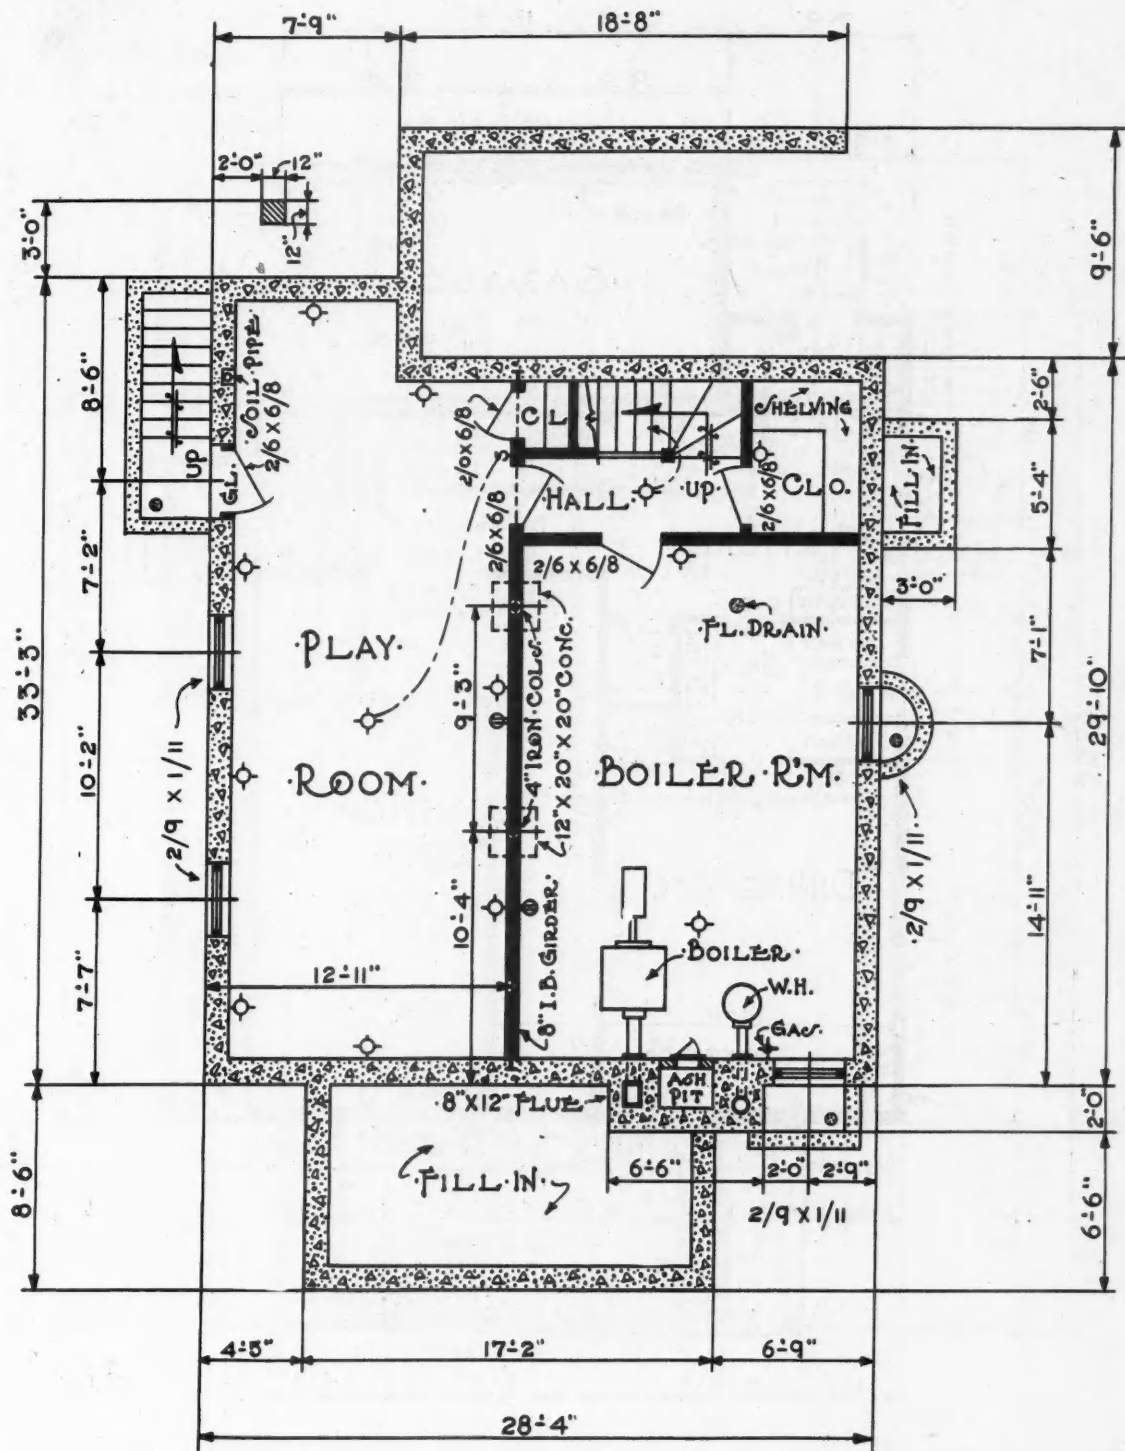 7'-9"
18'-8"
2'-0"
12"
12"
3'-0"
9'-6"
33'-3"
8'-6"
SOIL PIPE
2/6 X 6/8
UP
GL.
2/0 X 6/8
CL
S
SHELVING
2'-6"
HALL
UP
2/6 X 6/8
CLO.
FILL IN.
5'-4"
7'-2"
2/6 X 6/8
2/6 X 6/8
3'-0"
·FL. DRAIN·
7'-1"
29'-10"
·PLAY·
·ROOM·
9'-3"
4" IRON·COLS.
12" X 20" X 20" CONC.
·BOILER R'M.
10'-2"
2/9 X 1/11
2/9 X 1/11·
10'-4"
8" I.B. GIRDER·
·BOILER·
W.H.
GAS.
14'-11"
7'-7"
12'-11"
8" X 12" FLUE
ASH
PIT
2'-0"
8'-6"
·FILL·IN·
6'-6"
2'-0"
2'-9"
2/9 X 1/11
6'-6"
4'-5"
17'-2"
6'-9"
28'-4"